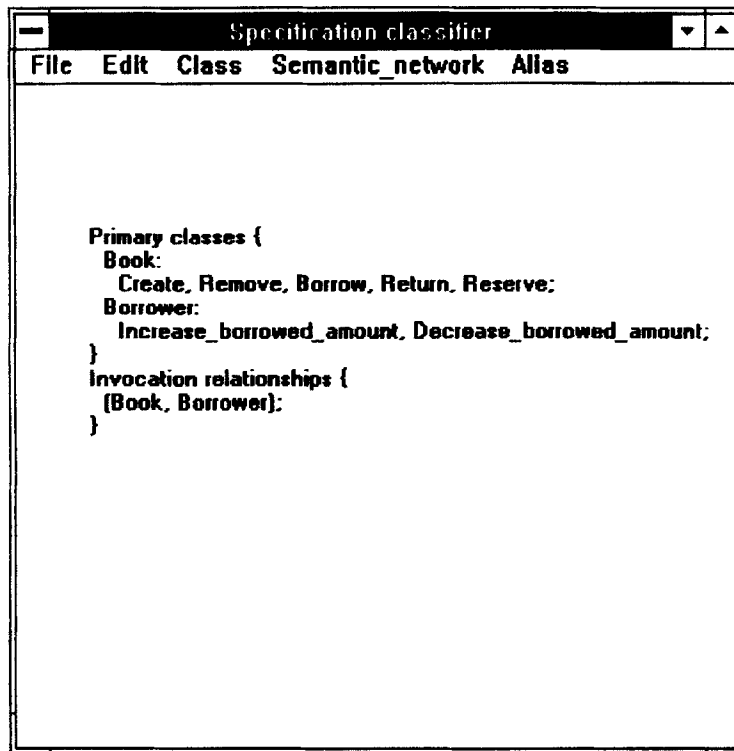 Specification classifier
File Edit Class Semantic_network Alias
Primary classes {
Book:
Create, Remove, Borrow, Return, Reserve;
Borrower:
Increase_borrowed_amount, Decrease_borrowed_amount;
}
Invocation relationships {
(Book, Borrower);
}